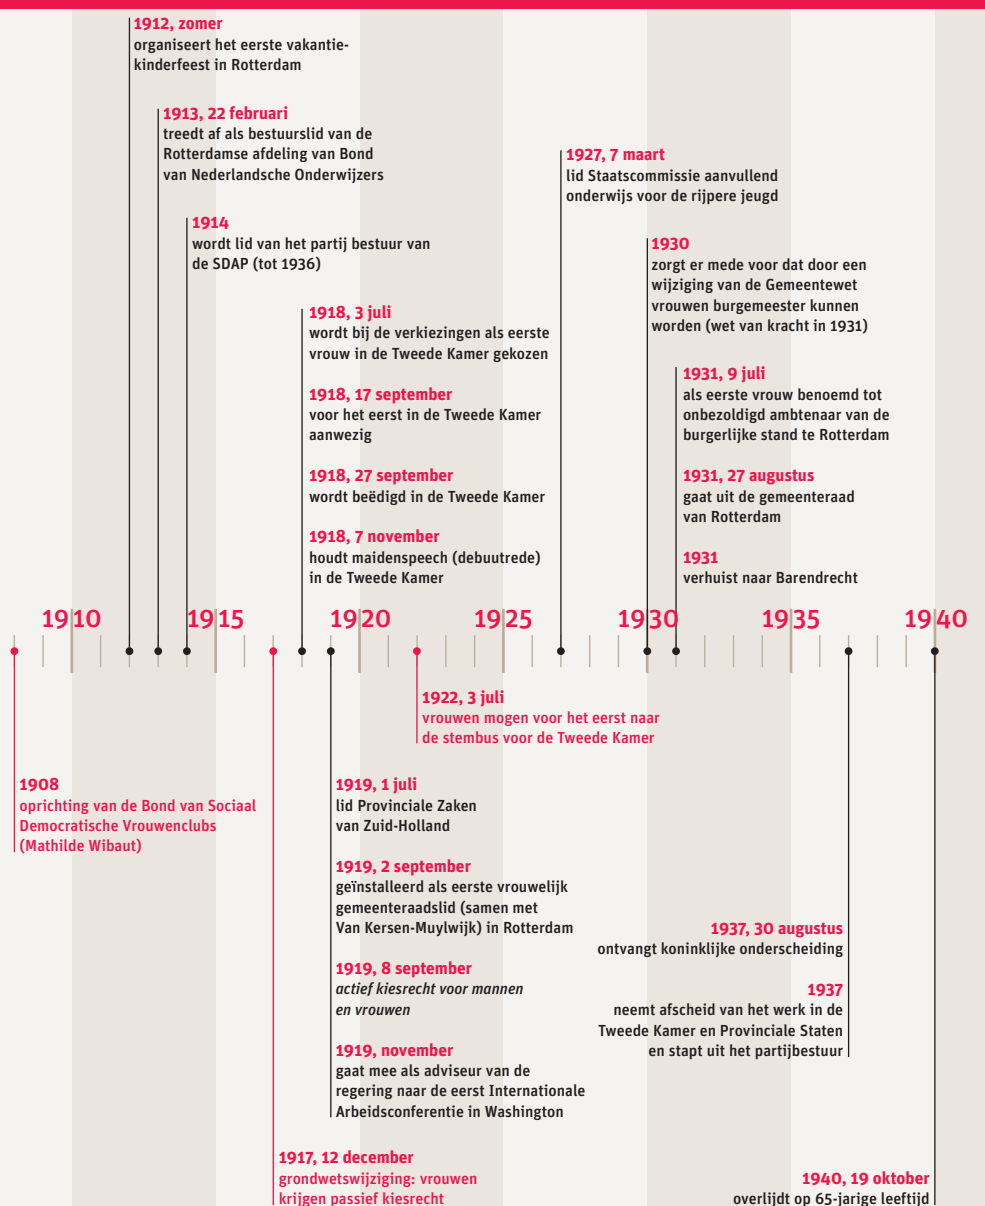 1912, zomer
organiseert het eerste vakantie-
kinderfeest in Rotterdam
1913, 22 februari
treedt af als bestuurslid van de
Rotterdamse afdeling van Bond
van Nederlandsche Onderwijzers
1914
wordt lid van het partij bestuur van
de SDAP (tot 1936)
1918, 3 juli
wordt bij de verkiezingen als eerste
vrouw in de Tweede Kamer gekozen
1918, 17 september
voor het eerst in de Tweede Kamer
aanwezig
1918, 27 september
wordt beëdigd in de Tweede Kamer
1918, 7 november
houdt maidenspeech (debuutrede)
in de Tweede Kamer
1927, 7 maart
lid Staatscommissie aanvullend
onderwijs voor de rijpere jeugd
1930
zorgt er mede voor dat door een
wijziging van de Gemeentewet
vrouwen burgemeester kunnen
worden (wet van kracht in 1931)
1931, 9 juli
als eerste vrouw benoemd tot
onbezoldigd ambtenaar van de
burgerlijke stand te Rotterdam
1931, 27 augustus
gaat uit de gemeenteraad
van Rotterdam
1931
verhuist naar Barendrecht
1910 1915 1920 1925 1930 1935 1940
1922, 3 juli
vrouwen mogen voor het eerst naar
de stembus voor de Tweede Kamer
1908
oprichting van de Bond van Sociaal
Democratische Vrouwenclubs
(Mathilde Wibaut)
1919, 1 juli
lid Provinciale Zaken
van Zuid-Holland
1919, 2 september
geïnstalleerd als eerste vrouwelijk
gemeenteraadslid (samen met
Van Kersen-Muylwijk) in Rotterdam
1919, 8 september
actief kiesrecht voor mannen
en vrouwen
1919, november
gaat mee als adviseur van de
regering naar de eerst Internationale
Arbeidsconferentie in Washington
1917, 12 december
grondwetswijziging: vrouwen
krijgen passief kiesrecht
1937, 30 augustus
ontvangt koninklijke onderscheiding
1937
neemt afscheid van het werk in de
Tweede Kamer en Provinciale Staten
en stapt uit het partijbestuur
1940, 19 oktober
overlijdt op 65-jarige leeftijd